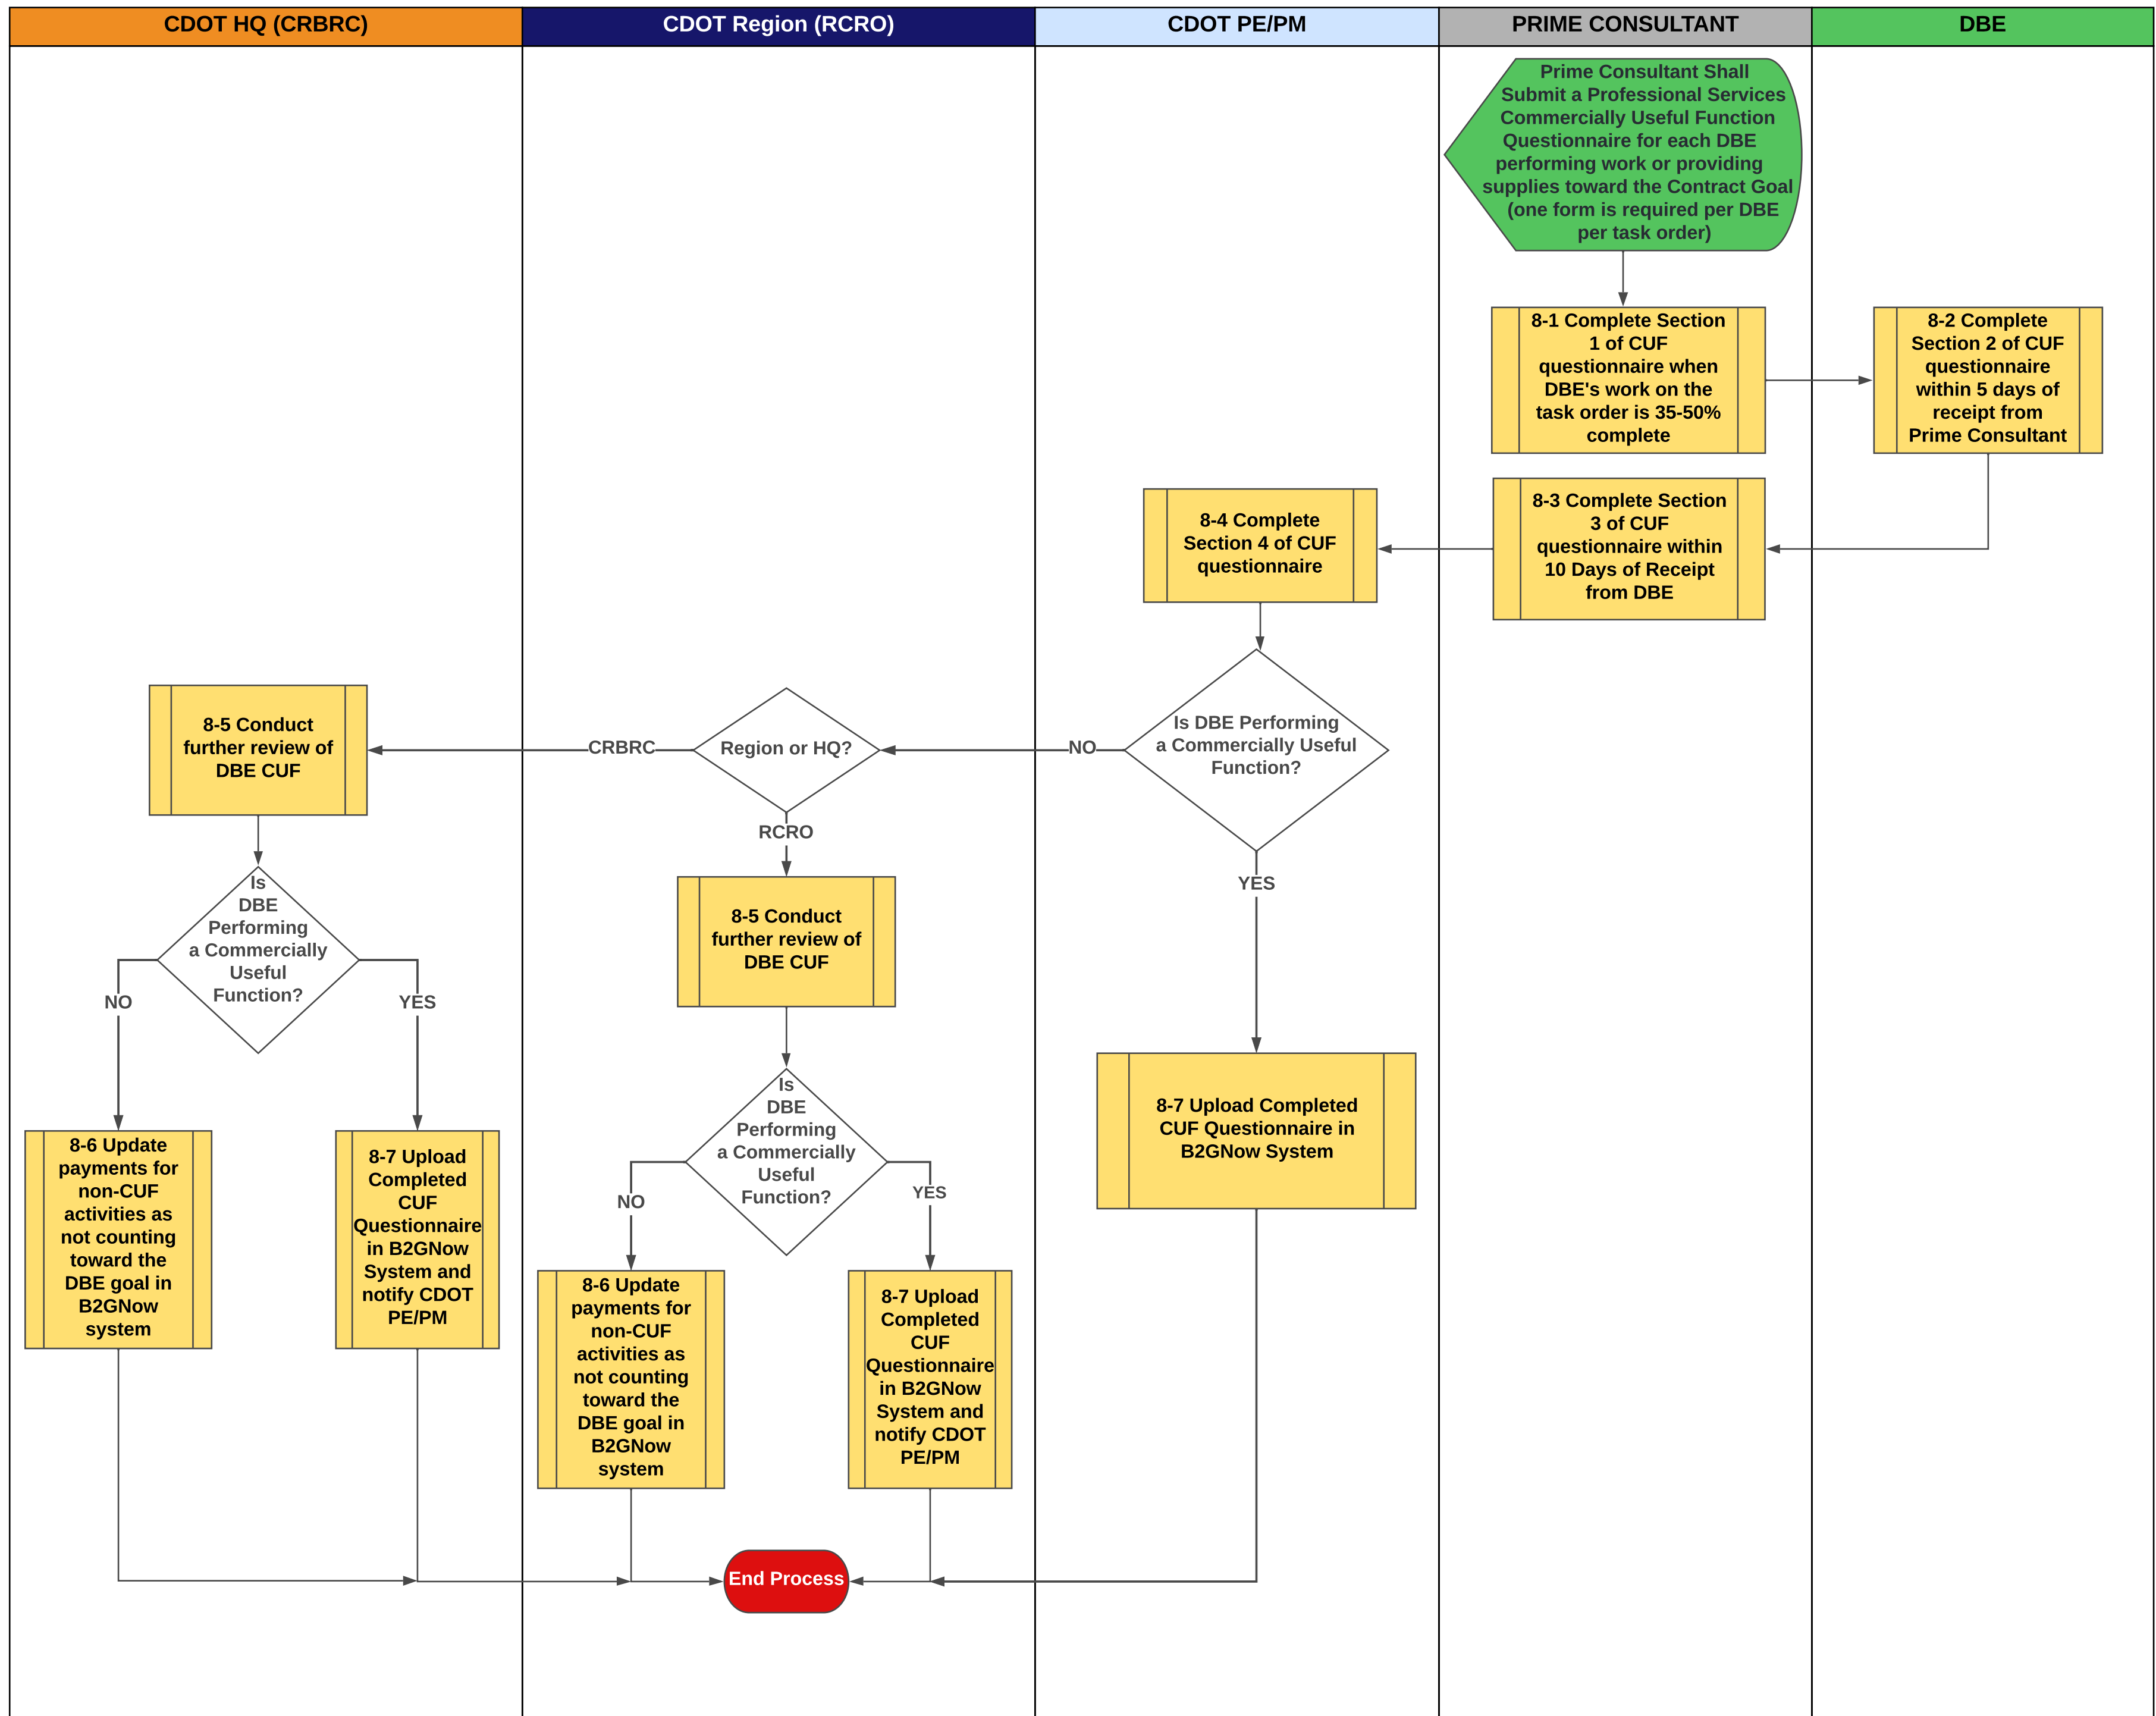 CDOT HQ (CRBRC)
CDOT Region (RCRO)
CDOT PE/PM
PRIME CONSULTANT
DBE
Prime Consultant Shall
Submit a Professional Services
Commercially Useful Function
Questionnaire for each DBE
performing work or providing
supplies toward the Contract Goal
(one form is required per DBE
per task order)
8-1 Complete Section
1 of CUF
questionnaire when
DBE's work on the
task order is 35-50%
complete
8-2 Complete
Section 2 of CUF
questionnaire
within 5 days of
receipt from
Prime Consultant
8-3 Complete Section
3 of CUF
questionnaire within
10 Days of Receipt
from DBE
8-4 Complete
Section 4 of CUF
questionnaire
Is DBE Performing
a Commercially Useful
Function?
NO
YES
Region or HQ?
CRBRC
RCRO
8-5 Conduct
further review of
DBE CUF
Is
DBE
Performing
a Commercially
Useful
Function?
NO
YES
8-6 Update
payments for
non-CUF
activities as
not counting
toward the
DBE goal in
B2GNow
system
8-7 Upload
Completed
CUF
Questionnaire
in B2GNow
System and
notify CDOT
PE/PM
8-5 Conduct
further review of
DBE CUF
Is
DBE
Performing
a Commercially
Useful
Function?
NO
YES
8-6 Update
payments for
non-CUF
activities as
not counting
toward the
DBE goal in
B2GNow
system
8-7 Upload
Completed
CUF
Questionnaire
in B2GNow
System and
notify CDOT
PE/PM
8-7 Upload Completed
CUF Questionnaire in
B2GNow System
End Process